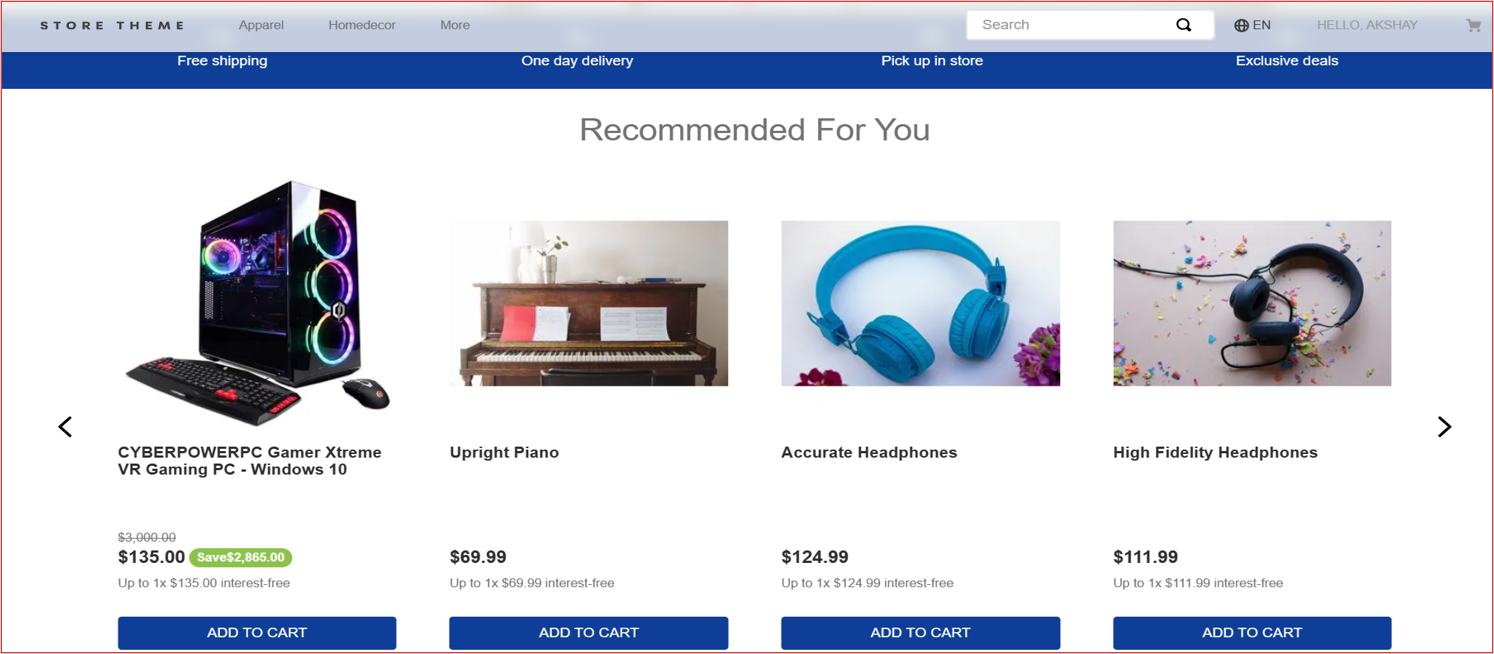 STORE THEME Apparel Homedecor More Search EN HELLO, AKSHAY
Free shipping One day delivery Pick up in store Exclusive deals
Recommended For You
CYBERPOWERPC Gamer Xtreme
VR Gaming PC - Windows 10
$3,000.00
$135.00 Save$2,865.00
Up to 1x $135.00 interest-free
ADD TO CART
Upright Piano
$69.99
Up to 1x $69.99 interest-free
ADD TO CART
Accurate Headphones
$124.99
Up to 1x $124.99 interest-free
ADD TO CART
High Fidelity Headphones
$111.99
Up to 1x $111.99 interest-free
ADD TO CART